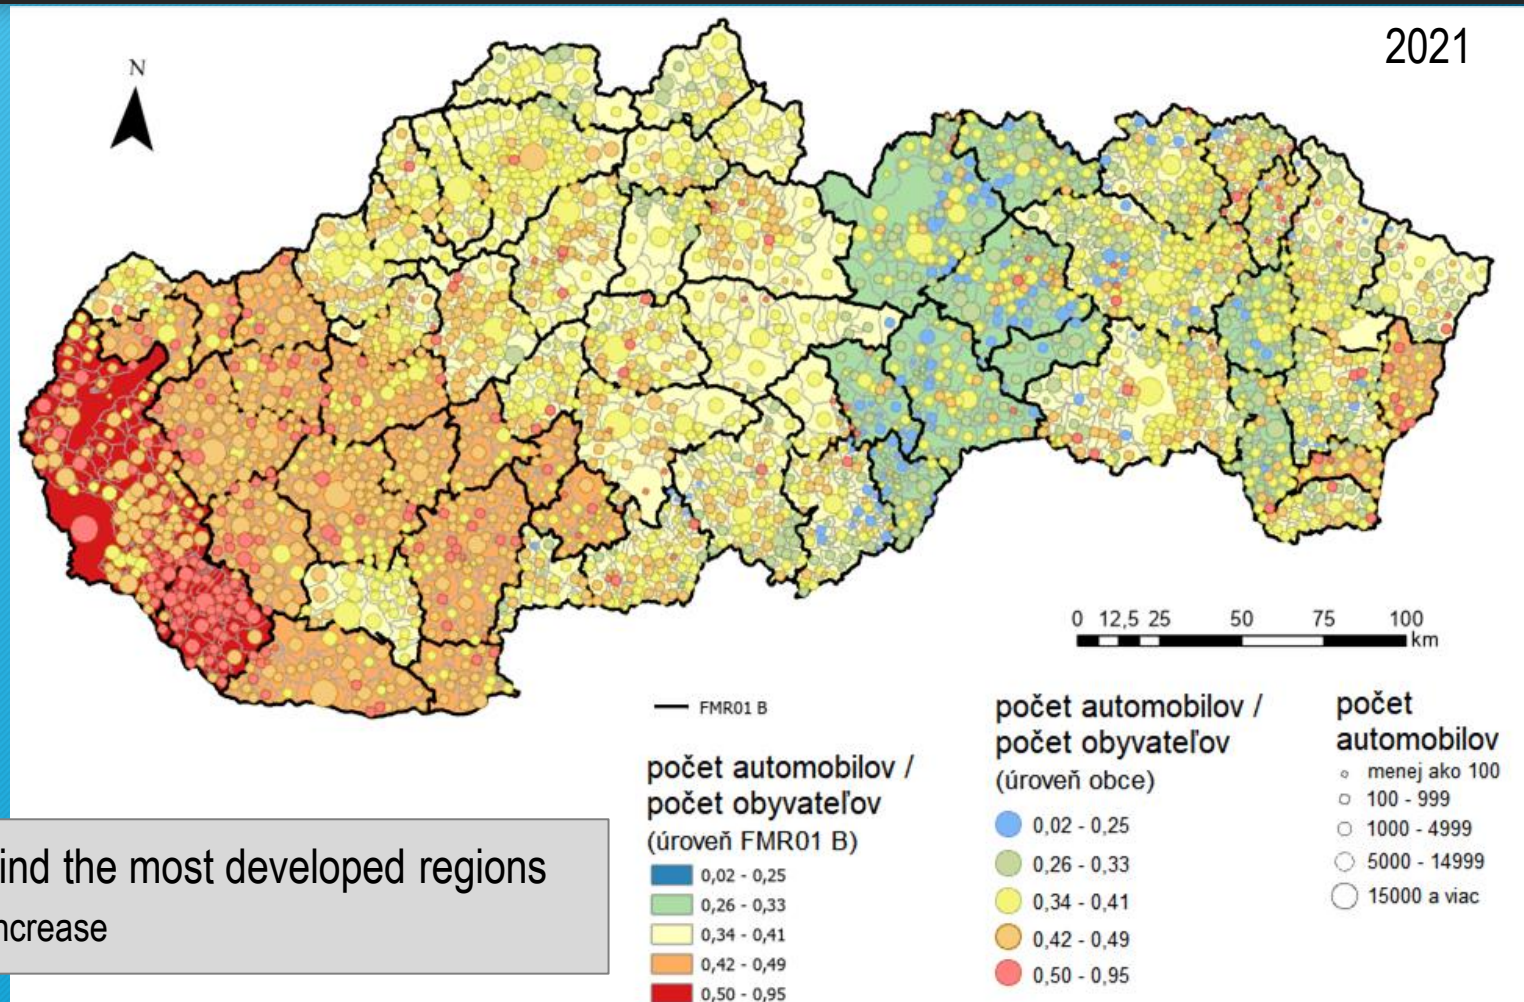 2021
N
0 12,5 25 50 75 100
km
FMR01 B
počet automobilov /
počet obyvateľov
(úroveň FMR01 B)
0,02 - 0,25
0,26 - 0,33
0,34 - 0,41
0,42 - 0,49
0,50 - 0,95
počet automobilov /
počet obyvateľov
(úroveň obce)
0,02 - 0,25
0,26 - 0,33
0,34 - 0,41
0,42 - 0,49
0,50 - 0,95
počet
automobilov
menej ako 100
100 - 999
1000 - 4999
5000 - 14999
15000 a viac
the most developed regions